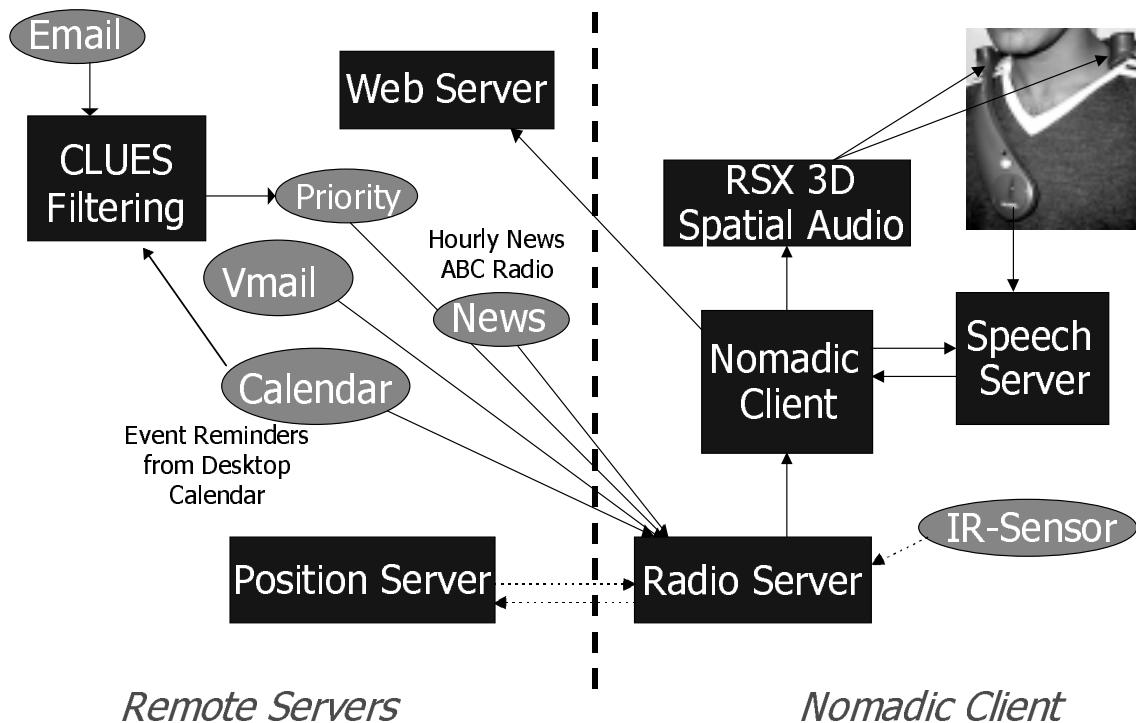 Email
Web Server
CLUES
Filtering
Priority
RSX 3D
Spatial Audio
Hourly News
ABC Radio
Vmail
News
Nomadic
Client
Speech
Server
Calendar
Event Reminders
from Desktop
Calendar
IR-Sensor
Position Server
Radio Server
Remote Servers
Nomadic Client